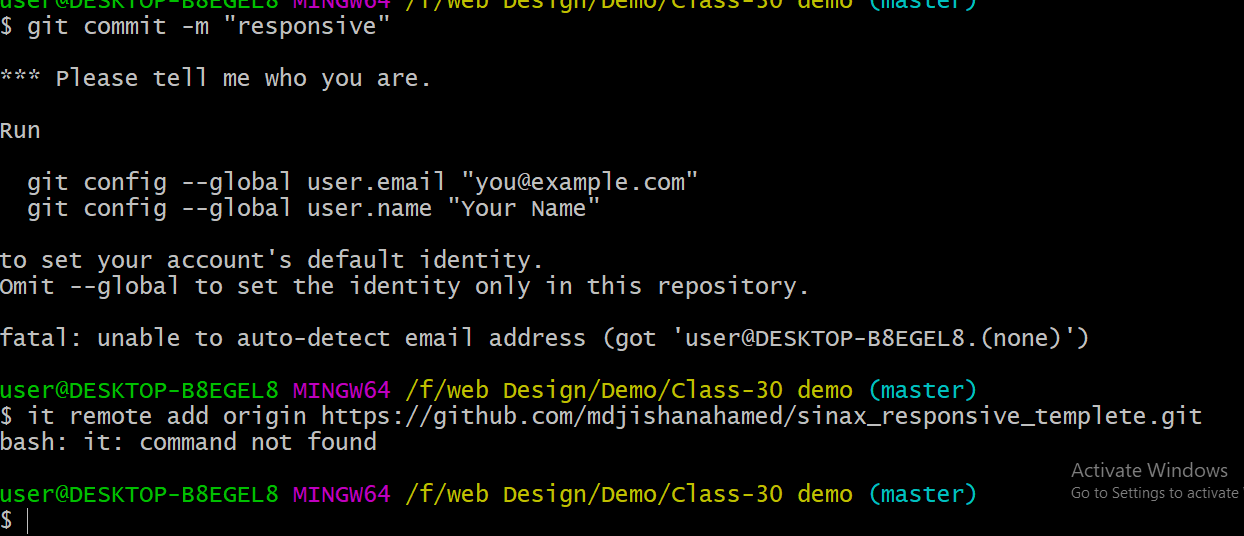 user@DESKTOP-B8EGEL8 MINGW64 /f/web Design/Demo/Class-30 demo (master)
$ git commit -m "responsive"
*** Please tell me who you are.
Run
git config --global user.email "you@example.com"
git config --global user.name "Your Name"
to set your account's default identity.
Omit --global to set the identity only in this repository.
fatal: unable to auto-detect email address (got 'user@DESKTOP-B8EGEL8.(none)')
user@DESKTOP-B8EGEL8 MINGW64 /f/web Design/Demo/Class-30 demo (master)
$ it remote add origin https://github.com/mdjishanahamed/sinax_responsive_templete.git
bash: it: command not found
Activate Windows
user@DESKTOP-B8EGEL8 MINGW64 /f/web Design/Demo/Class-30 demo (master)
Go to Settings to activate
$